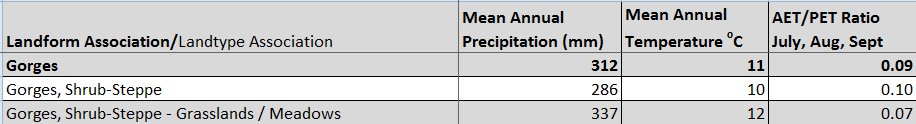 Landform Association/Landtype Association Mean Annual Precipitation (mm) Mean Annual Temperature °C AET/PET Ratio July, Aug, Sept
Gorges 312 11 0.09
Gorges, Shrub-Steppe 286 10 0.10
Gorges, Shrub-Steppe - Grasslands / Meadows 337 12 0.07